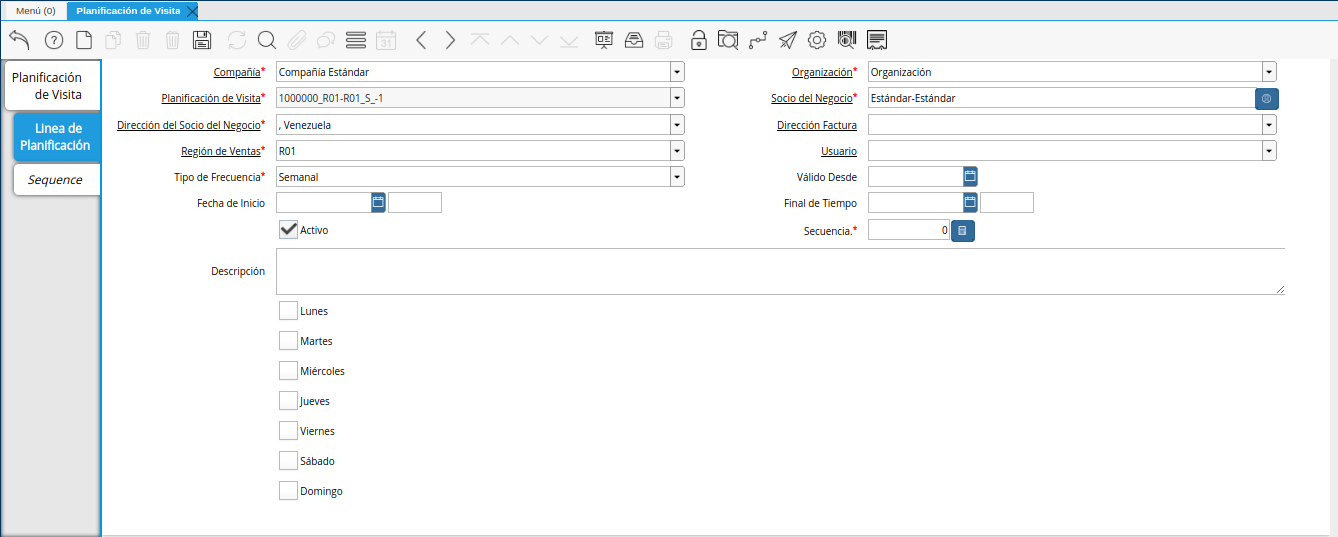 Menú (0) Planificación de Visita
31
Planificación de Visita
Linea de Planificación
Sequence
Compañía* Compañía Estándar Organización* Organización
Planificación de Visita* 1000000_R01-R01_S_-1 Socio del Negocio* Estándar-Estándar
Dirección del Socio del Negocio* , Venezuela Dirección Factura
Región de Ventas* R01 Usuario
Tipo de Frecuencia* Semanal Válido Desde
Fecha de Inicio Final de Tiempo
Activo Secuencia.* 0
Descripción
Lunes
Martes
Miércoles
Jueves
Viernes
Sábado
Domingo